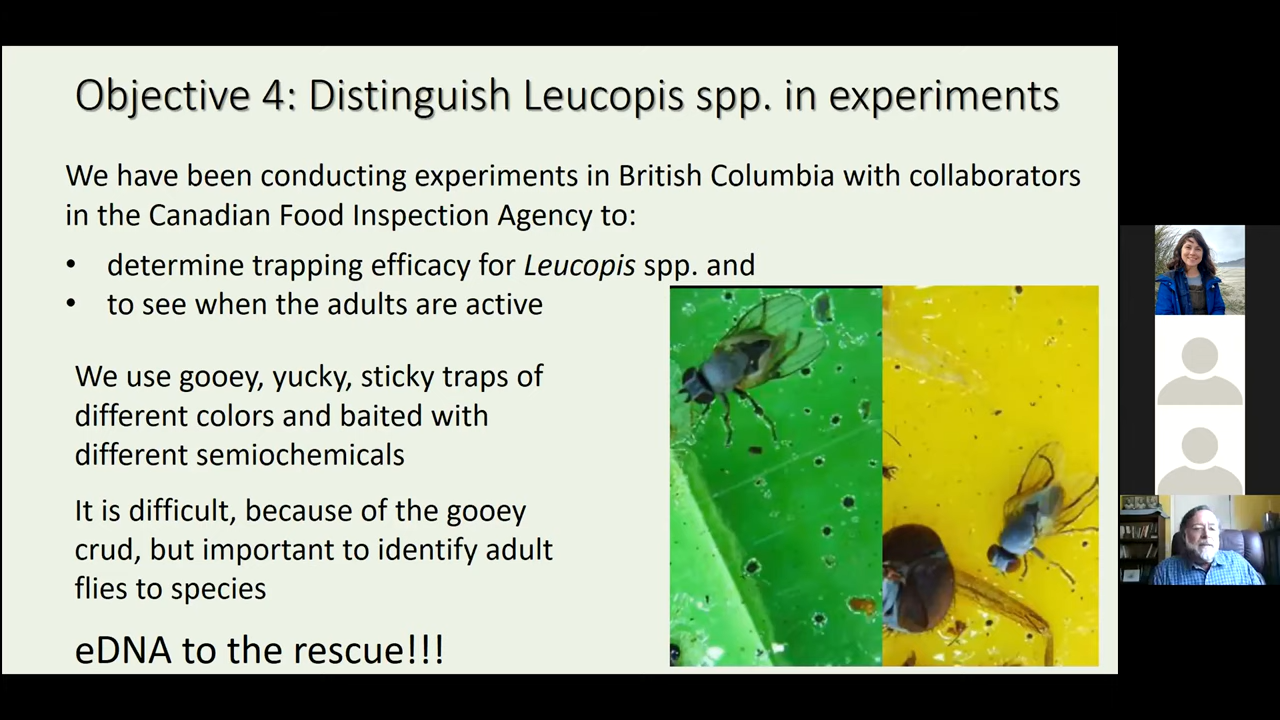 Objective 4: Distinguish Leucopis spp. in experiments
We have been conducting experiments in British Columbia with collaborators
in the Canadian Food Inspection Agency to:
• determine trapping efficacy for Leucopis spp. and
• to see when the adults are active
We use gooey, yucky, sticky traps of
different colors and baited with
different semiochemicals
It is difficult, because of the gooey
crud, but important to identify adult
flies to species
eDNA to the rescue!!!